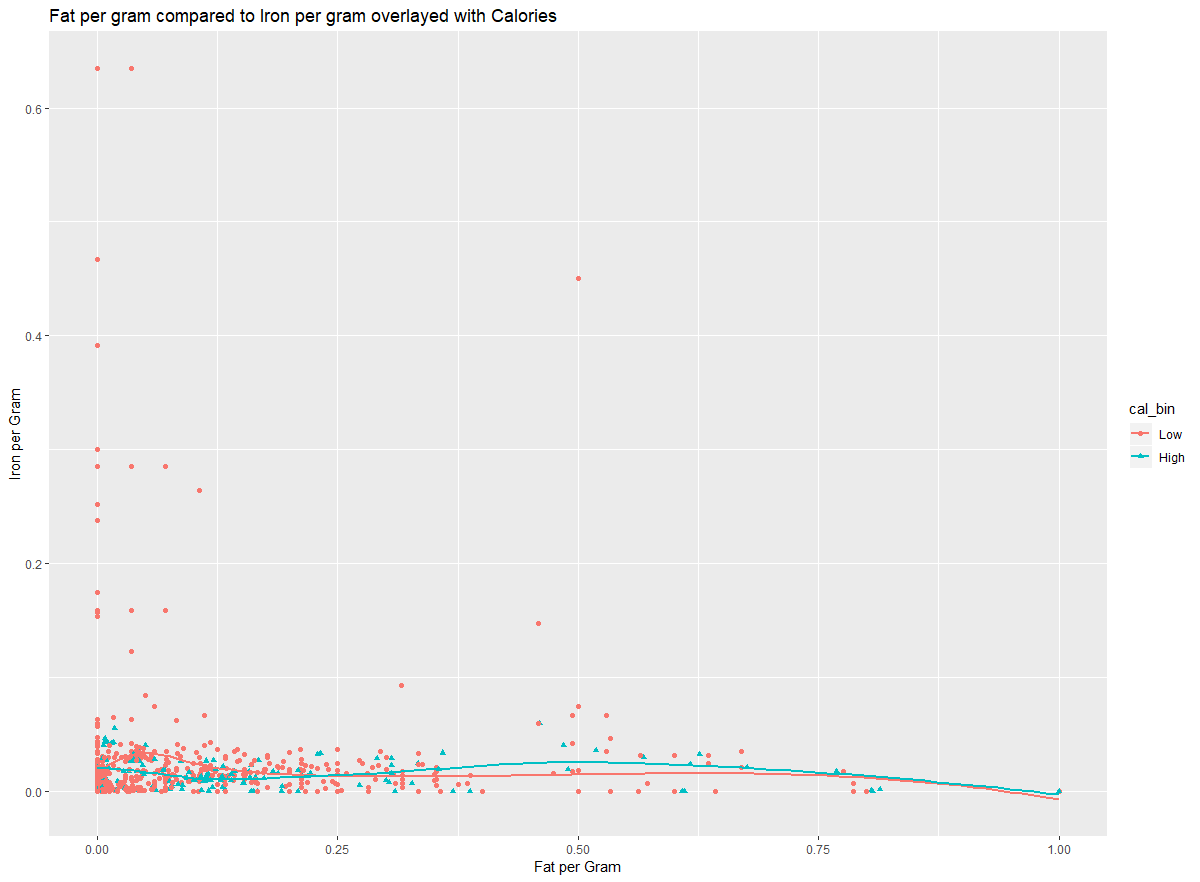 Fat per gram compared to Iron per gram overlayed with Calories
0.6
0.4
0.2
0.0
Iron per Gram
0.00 0.25 0.50 0.75 1.00
Fat per Gram
cal_bin
Low
High